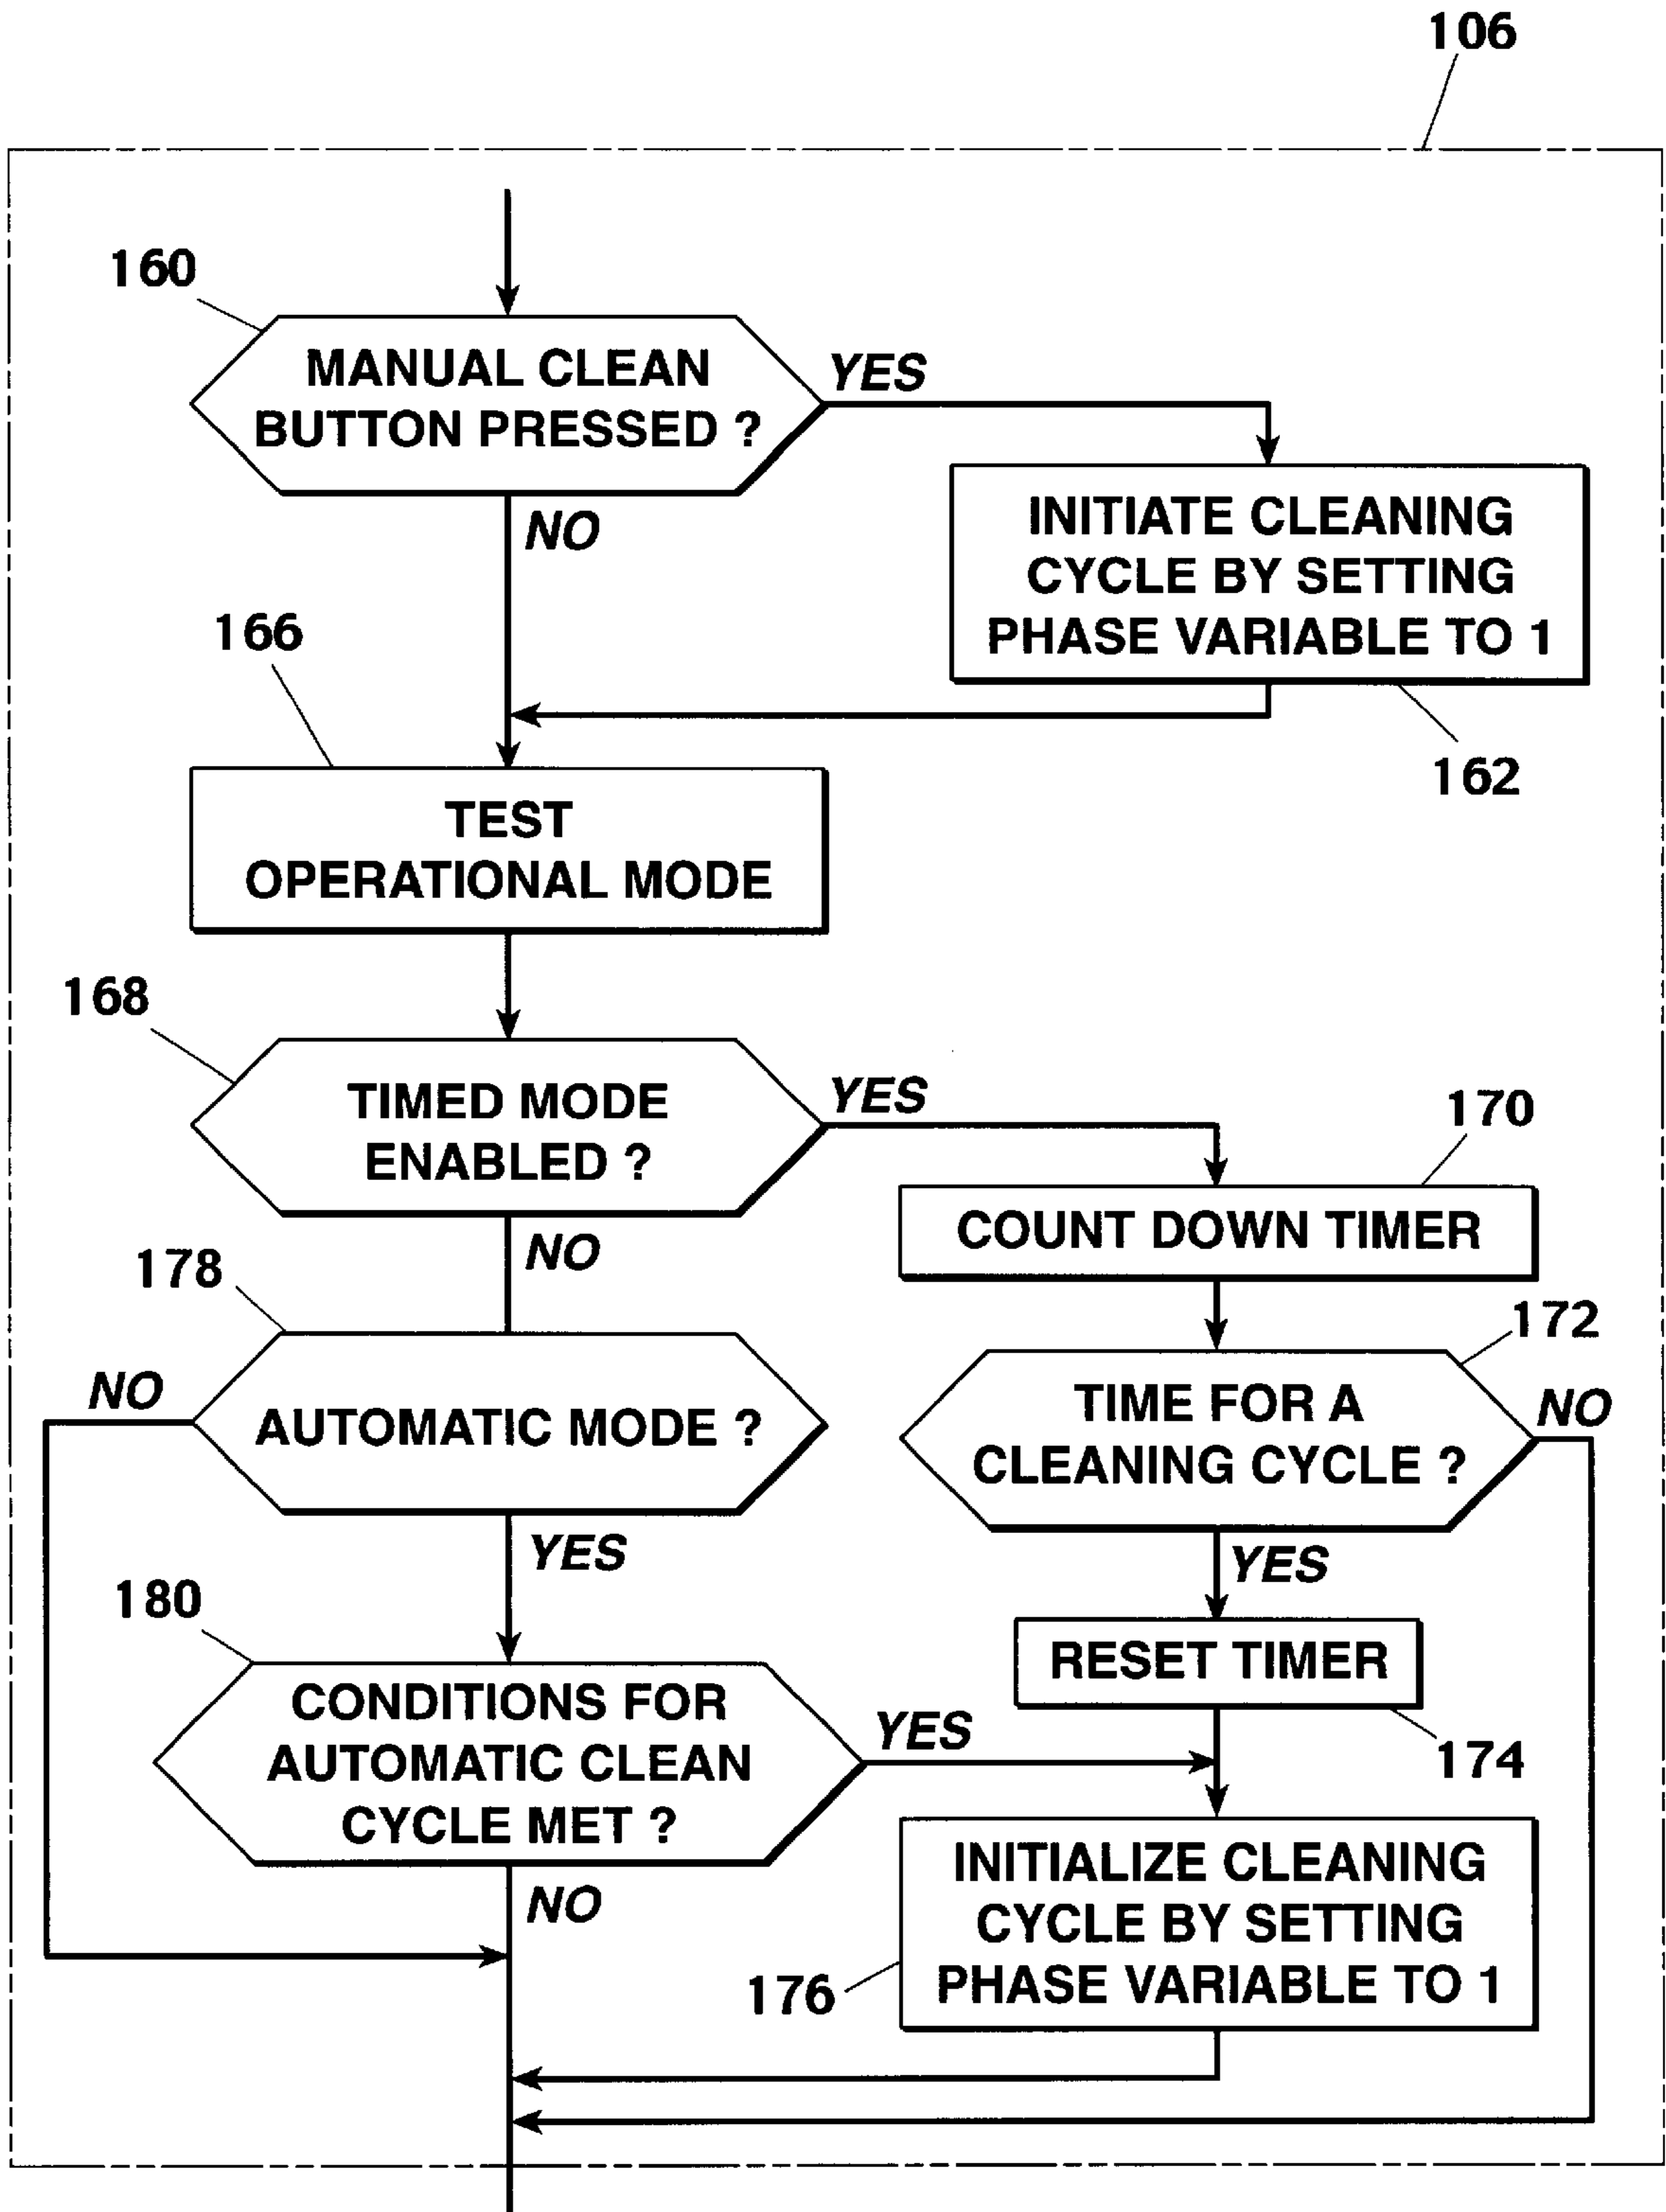 106
160
MANUAL CLEAN
BUTTON PRESSED ?
YES
NO
INITIATE CLEANING
CYCLE BY SETTING
PHASE VARIABLE TO 1
162
166
TEST
OPERATIONAL MODE
168
TIMED MODE
ENABLED ?
YES
NO
170
COUNT DOWN TIMER
172
TIME FOR A
CLEANING CYCLE ?
NO
YES
178
NO
AUTOMATIC MODE ?
YES
RESET TIMER
174
180
CONDITIONS FOR
AUTOMATIC CLEAN
CYCLE MET ?
YES
NO
INITIALIZE CLEANING
CYCLE BY SETTING
PHASE VARIABLE TO 1
176